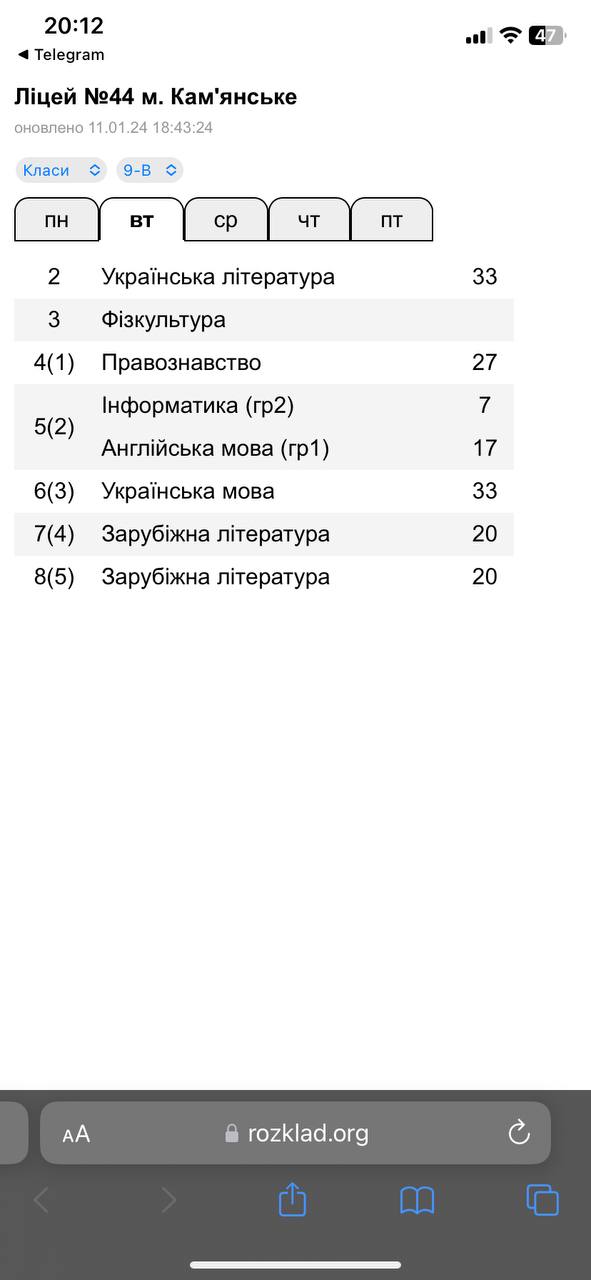 20:12
47
◀ Telegram
Ліцей №44 м. Кам'янське
оновлено 11.01.24 18:43:24
Класи 9-В
пн вт ср чт пт
2 Українська література 33
3 Фізкультура
4(1) Правознавство 27
5(2) Інформатика (гр2) 7
Англійська мова (гр1) 17
6(3) Українська мова 33
7(4) Зарубіжна література 20
8(5) Зарубіжна література 20
AA rozklad.org